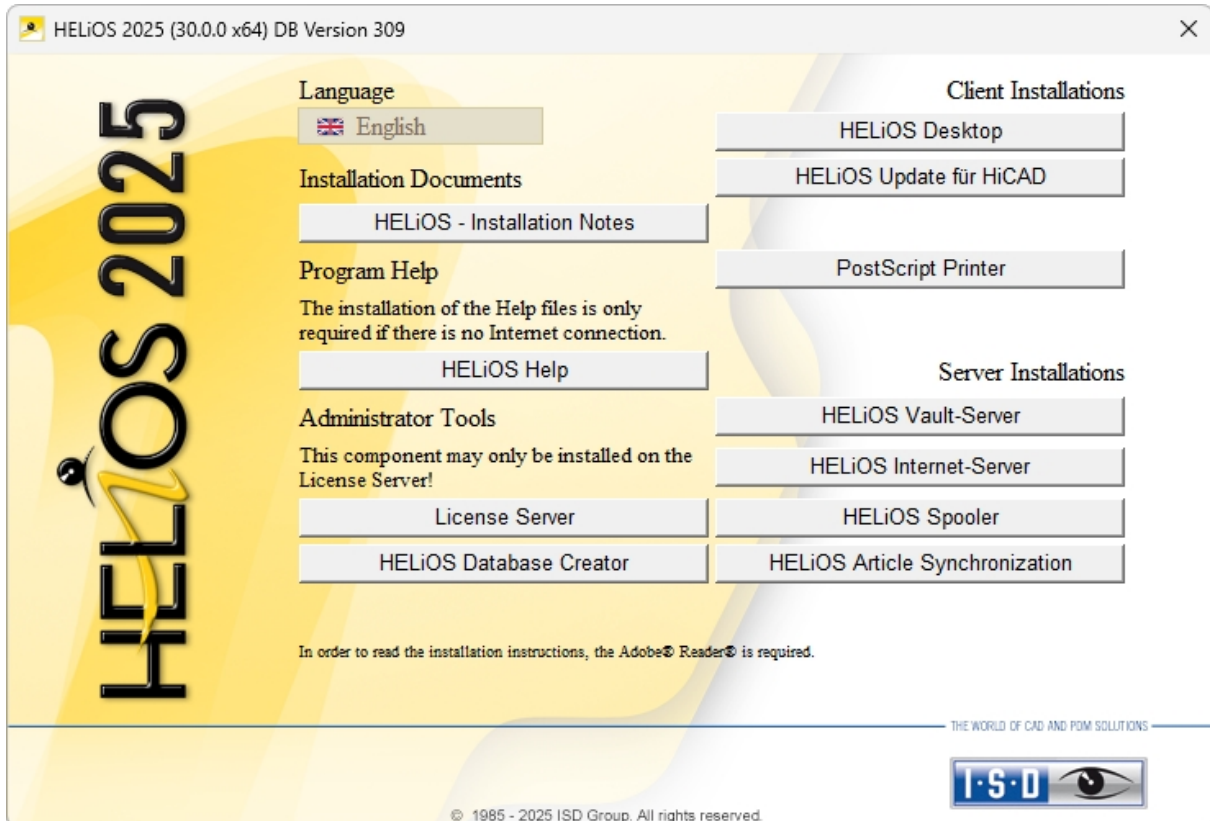 HELiOS 2025 (30.0.0 x64) DB Version 309
HELiOS 2025
Language
English
Installation Documents
HELiOS - Installation Notes
Program Help
The installation of the Help files is only
required if there is no Internet connection.
HELiOS Help
Administrator Tools
This component may only be installed on the
License Server!
License Server
HELiOS Database Creator
Client Installations
HELiOS Desktop
HELiOS Update für HiCAD
PostScript Printer
Server Installations
HELiOS Vault-Server
HELiOS Internet-Server
HELiOS Spooler
HELiOS Article Synchronization
In order to read the installation instructions, the Adobe® Reader® is required.
THE WORLD OF CAD AND PDM SOLUTIONS
I·S·D
© 1985 - 2025 ISD Group. All rights reserved.